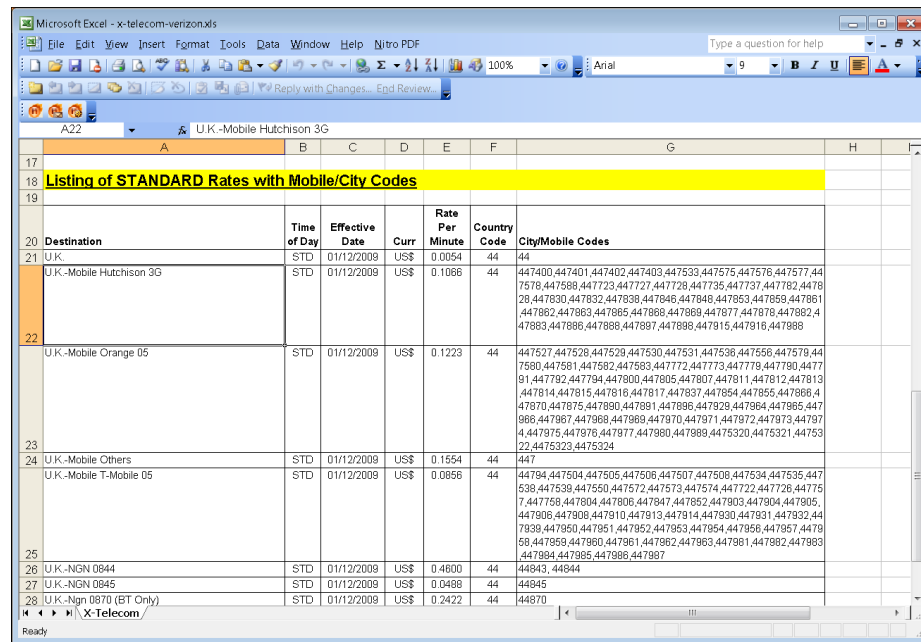 Microsoft Excel - x-telecom-verizon.xls
File Edit View Insert Format Tools Data Window Help Nitro PDF
Type a question for help
100%
Arial
9
B I U
A
Reply with Changes... End Review...
A22
fx U.K.-Mobile Hutchison 3G
A B C D E F G H
17
18 Listing of STANDARD Rates with Mobile/City Codes
19
20 Destination Time of Day Effective Date Curr Rate Per Minute Country Code City/Mobile Codes
21 U.K. STD 01/12/2009 US$ 0.0054 44 44
22 U.K.-Mobile Hutchison 3G STD 01/12/2009 US$ 0.1066 44 447400,447401,447402,447403,447533,447575,447576,447577,44
7578,447588,447723,447727,447728,447735,447737,447782,4478
28,447830,447832,447838,447846,447848,447853,447859,447861
,447862,447863,447865,447868,447869,447877,447878,447882,4
47883,447886,447888,447897,447898,447915,447916,447988
23 U.K.-Mobile Orange 05 STD 01/12/2009 US$ 0.1223 44 447527,447528,447529,447530,447531,447536,447556,447579,44
7580,447581,447582,447583,447772,447773,447779,447790,4477
91,447792,447794,447800,447805,447807,447811,447812,447813
,447814,447815,447816,447817,447837,447854,447855,447866,4
47870,447875,447890,447891,447896,447929,447964,447965,447
966,447967,447968,447969,447970,447971,447972,447973,44797
4,447975,447976,447977,447980,447989,4475320,4475321,44753
22,4475323,4475324
24 U.K.-Mobile Others STD 01/12/2009 US$ 0.1554 44 447
25 U.K.-Mobile T-Mobile 05 STD 01/12/2009 US$ 0.0856 44 44794,447504,447505,447506,447507,447508,447534,447535,447
538,447539,447550,447572,447573,447574,447722,447726,44775
7,447758,447804,447806,447847,447852,447903,447904,447905,
447906,447908,447910,447913,447914,447930,447931,447932,44
7939,447950,447951,447952,447953,447954,447956,447957,4479
58,447959,447960,447961,447962,447963,447981,447982,447983
,447984,447985,447986,447987
26 U.K.-NGN 0844 STD 01/12/2009 US$ 0.4600 44 44843, 44844
27 U.K.-NGN 0845 STD 01/12/2009 US$ 0.0488 44 44845
28 U.K.-Ngn 0870 (BT Only) STD 01/12/2009 US$ 0.2422 44 44870
X-Telecom
Ready